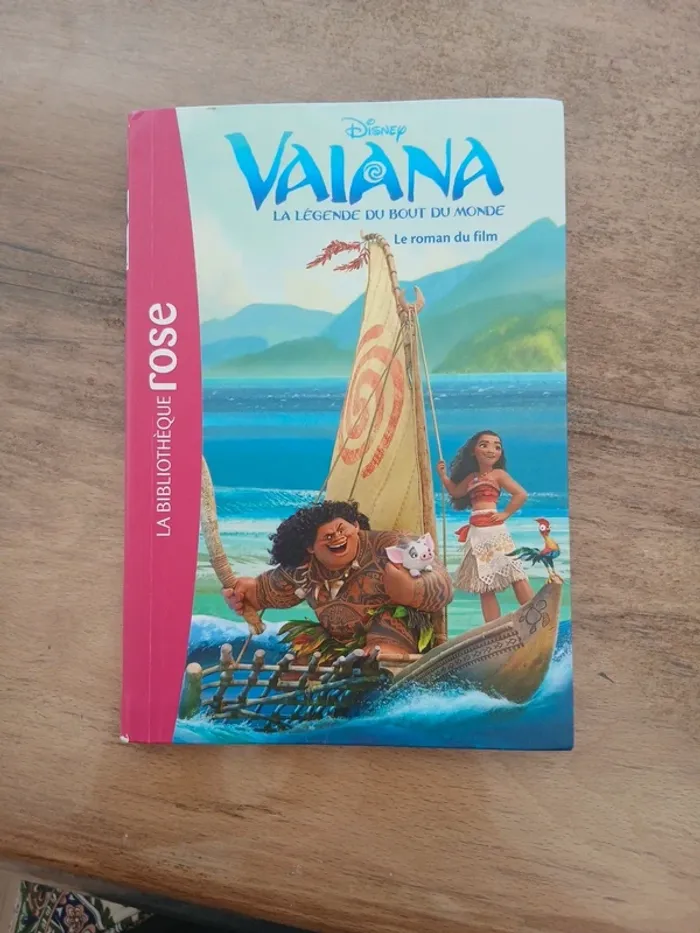 Disney
VAIANA
LA LÉGENDE DU BOUT DU MONDE
Le roman du film
LA BIBLIOTHÈQUE rose